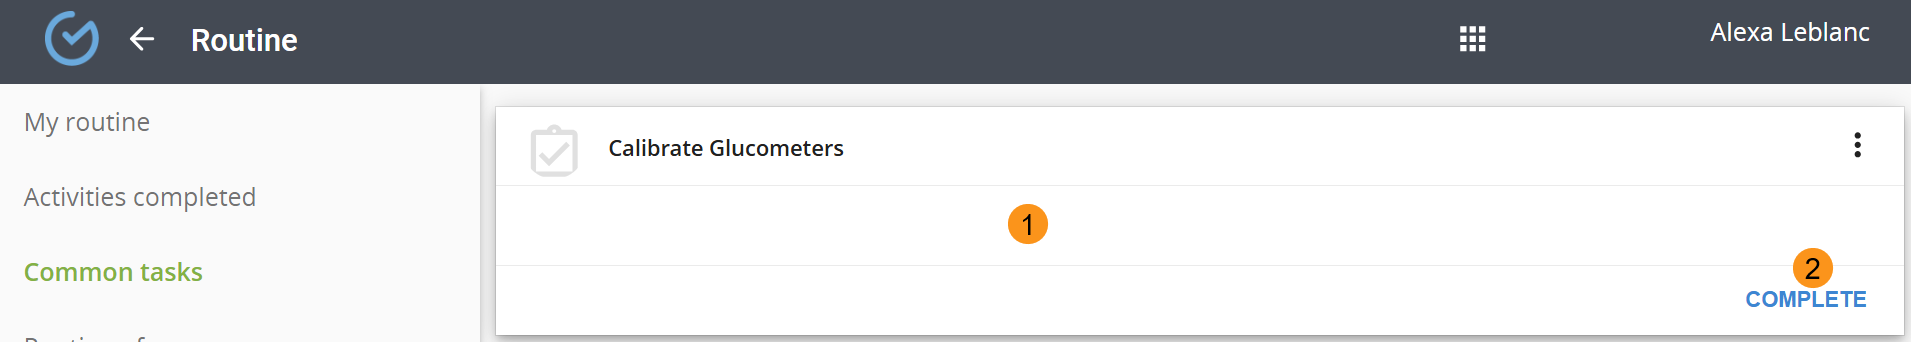 Routine
Alexa Leblanc
My routine
Activities completed
Common tasks
Calibrate Glucometers
1
2
COMPLETE